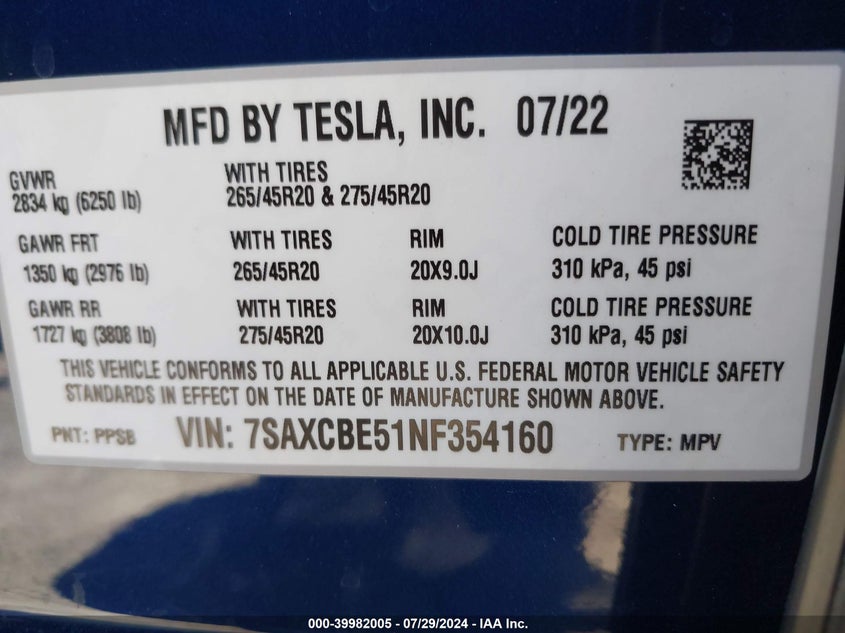 MFD BY TESLA, INC. 07/22
GVWR WITH TIRES
2834 kg (6250 lb) 265/45R20 & 275/45R20
GAWR FRT WITH TIRES RIM COLD TIRE PRESSURE
1350 kg (2976 lb) 265/45R20 20X9.0J 310 kPa, 45 psi
GAWR RR WITH TIRES RIM COLD TIRE PRESSURE
1727 kg (3808 lb) 275/45R20 20X10.0J 310 kPa, 45 psi
THIS VEHICLE CONFORMS TO ALL APPLICABLE U.S. FEDERAL MOTOR VEHICLE SAFETY
STANDARDS IN EFFECT ON THE DATE OF MANUFACTURE SHOWN ABOVE.
PNT: PPSB VIN: 7SAXCBE51NF354160 TYPE: MPV
000-39982005 - 07/29/2024 - IAA Inc.